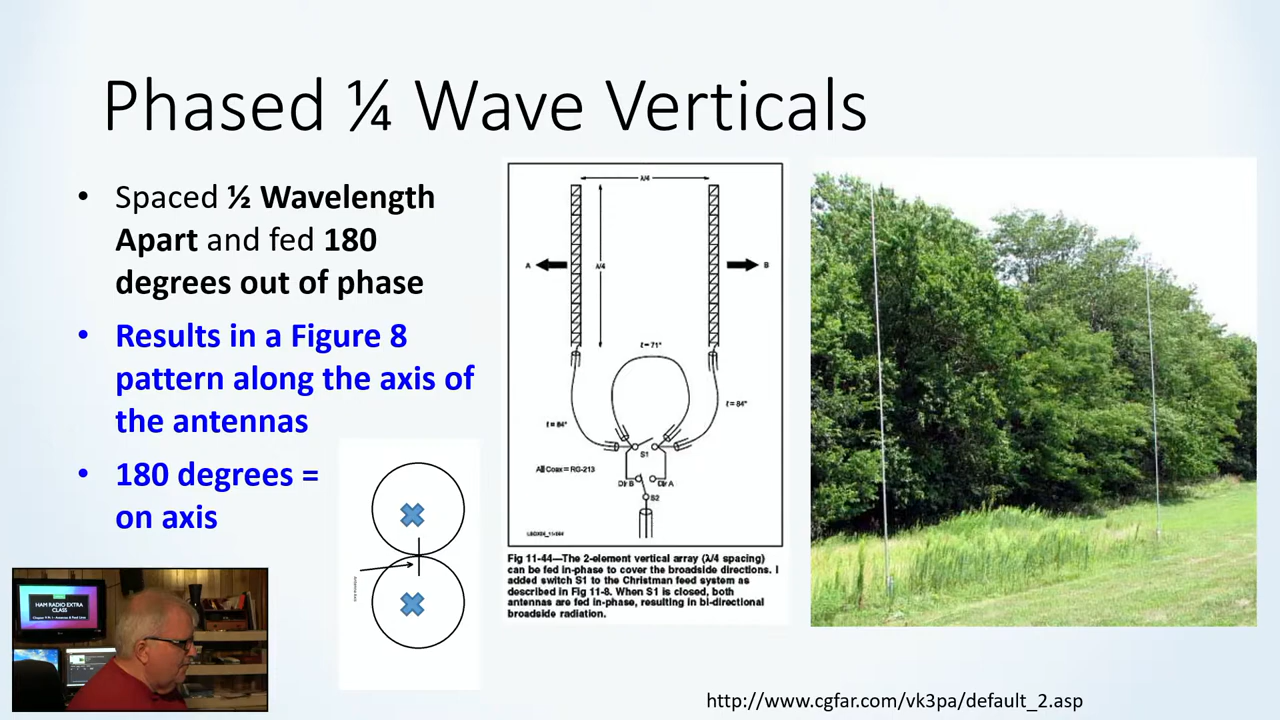 Phased ¼ Wave Verticals
• Spaced ½ Wavelength
Apart and fed 180
degrees out of phase
• Results in a Figure 8
pattern along the axis of
the antennas
• 180 degrees =
on axis
λ/4
A
λ/4
B
ℓ = 71°
ℓ = 84°
ℓ = 84°
S1
All Coax = RG-213
Dir B
Dir A
S2
Fig 11-44—The 2-element vertical array (λ/4 spacing)
can be fed in-phase to cover the broadside directions. I
added switch S1 to the Christman feed system as
described in Fig 11-8. When S1 is closed, both
antennas are fed in-phase, resulting in bi-directional
broadside radiation.
HAM RADIO EXTRA
CLASS
http://www.cgfar.com/vk3pa/default_2.asp